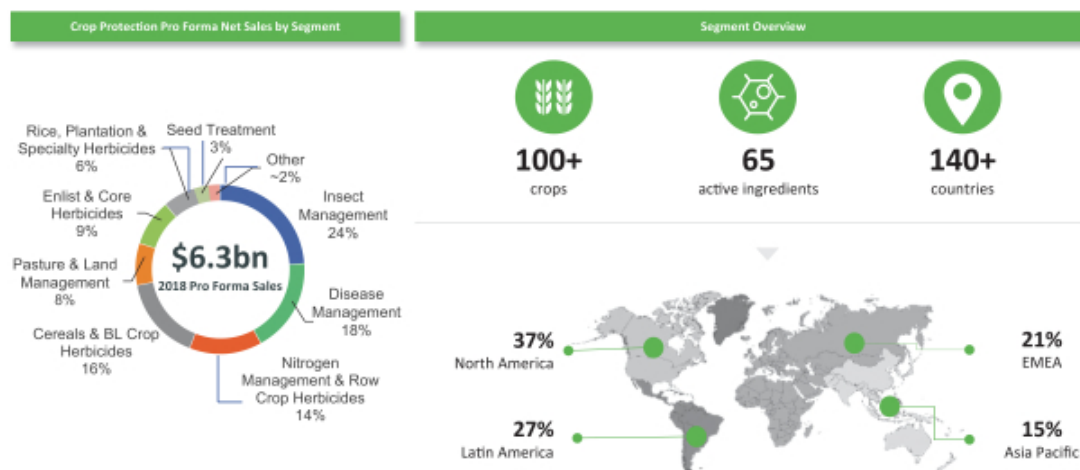 Crop Protection Pro Forma Net Sales by Segment
Rice, Plantation &
Specialty Herbicides
6%
Seed Treatment
3%
Other
~2%
Enlist & Core
Herbicides
9%
Insect
Management
24%
$6.3bn
2018 Pro Forma Sales
Pasture & Land
Management
8%
Disease
Management
18%
Cereals & BL Crop
Herbicides
16%
Nitrogen
Management & Row
Crop Herbicides
14%
Segment Overview
100+
crops
65
active ingredients
140+
countries
37%
North America
21%
EMEA
27%
Latin America
15%
Asia Pacific